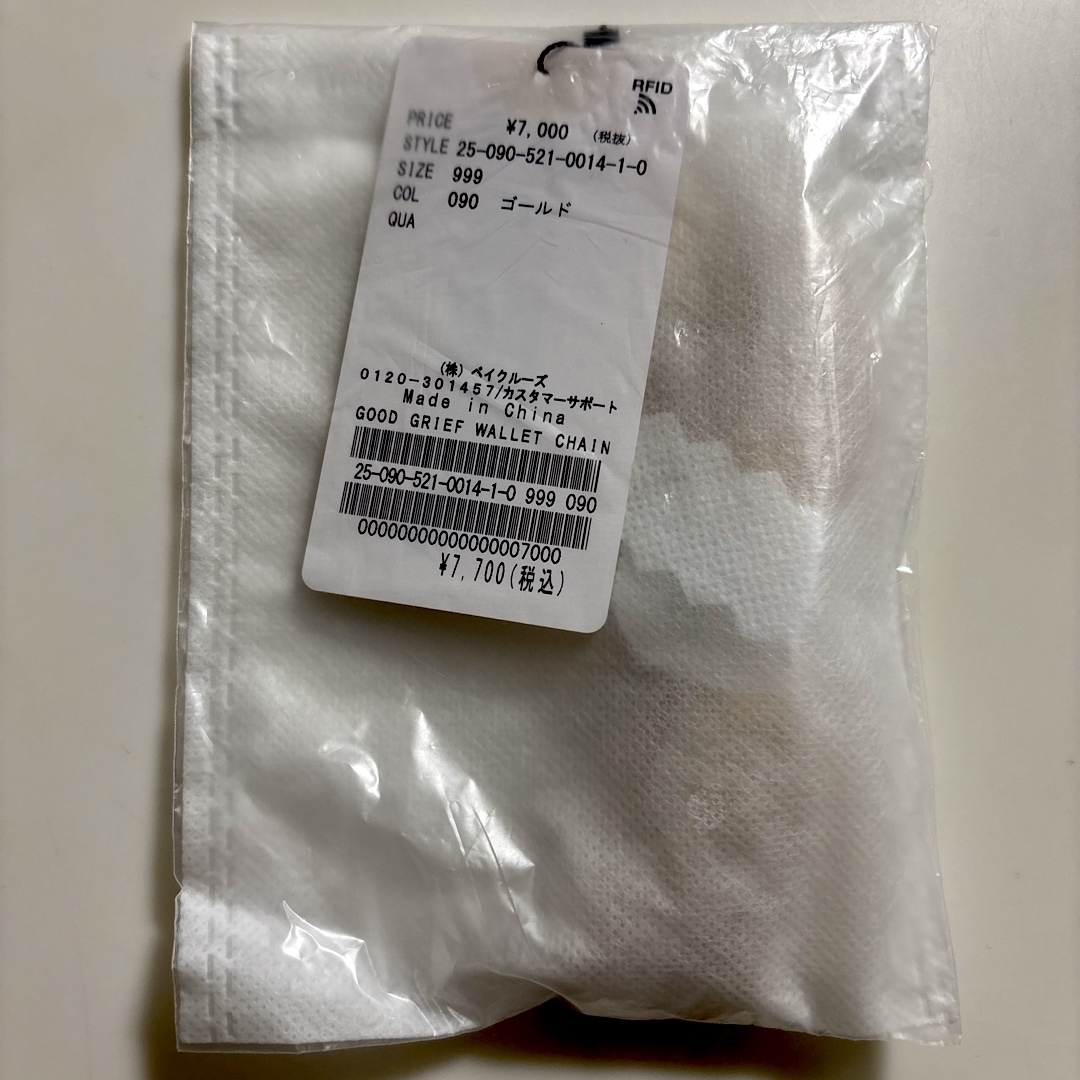 RFID
PRICE ¥7,000 (税抜)
STYLE 25-090-521-0014-1-0
SIZE 999
COL 090 ゴールド
QUA
(株) ベイクルーズ
0120-301457/カスタマーサポート
Made in China
GOOD GRIEF WALLET CHAIN
25-090-521-0014-1-0 999 090
00000000000000007000
¥7,700(税込)